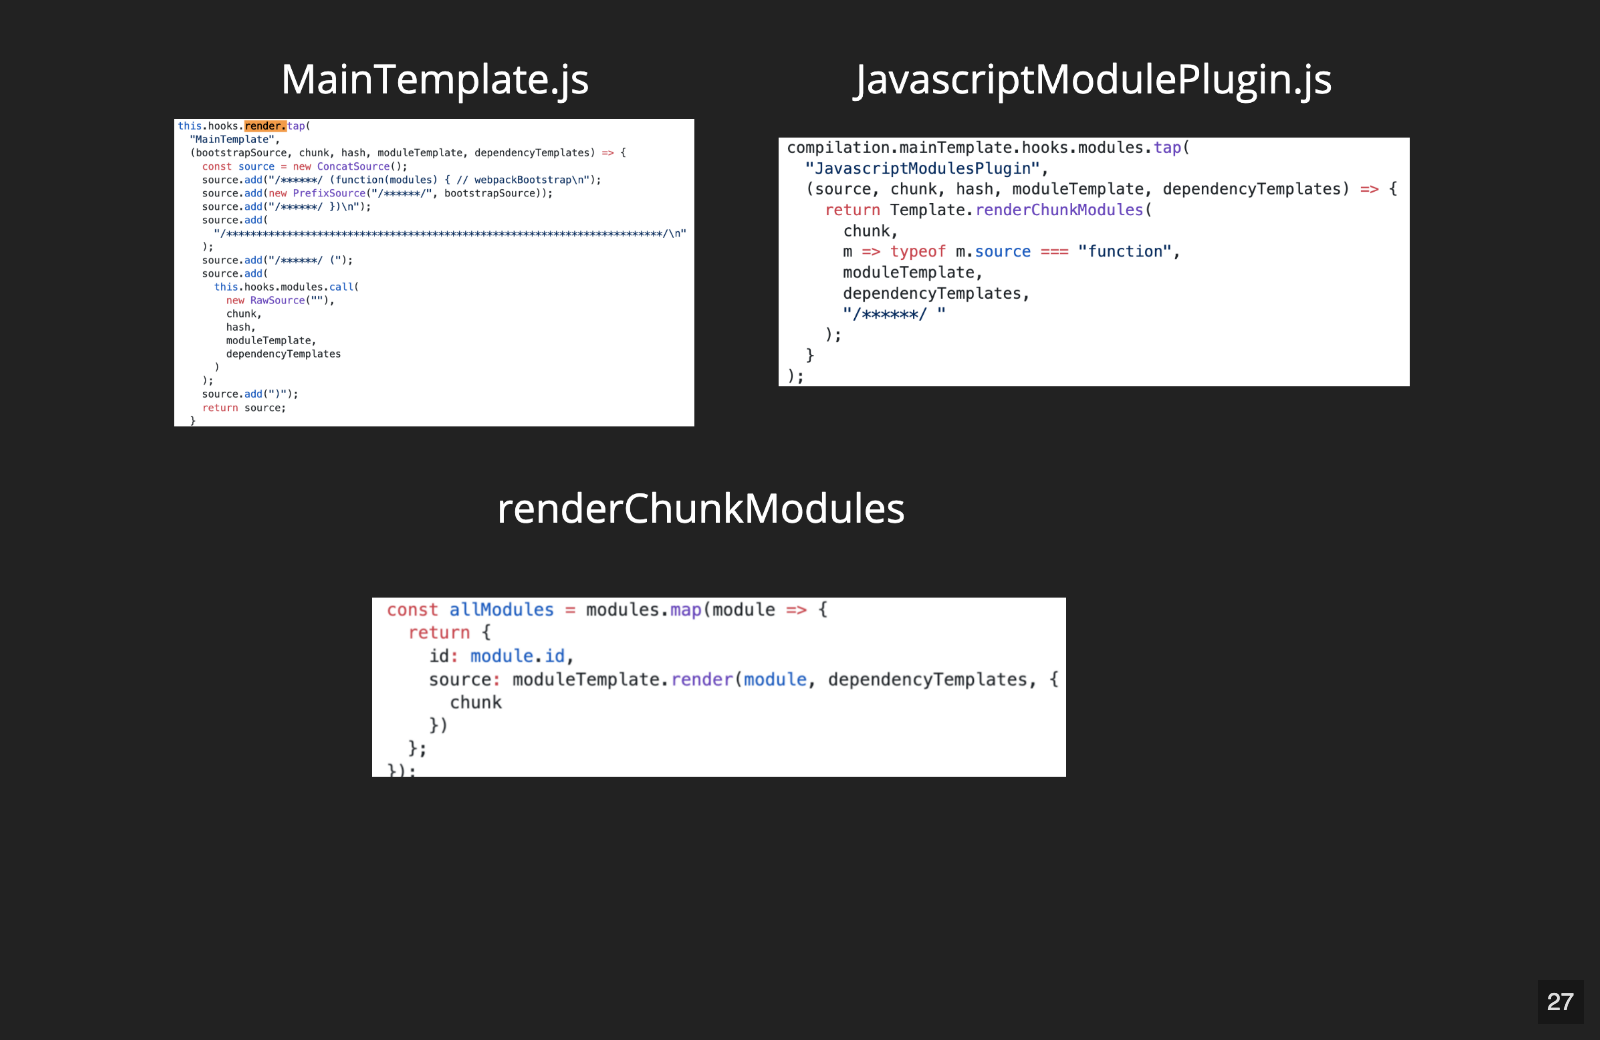 MainTemplate.js
this.hooks.render.tap(
  "MainTemplate",
  (bootstrapSource, chunk, hash, moduleTemplate, dependencyTemplates) => {
    const source = new ConcatSource();
    source.add("/******/ (function(modules) { // webpackBootstrap\n");
    source.add(new PrefixSource("/******/", bootstrapSource));
    source.add("/******/ })\n");
    source.add(
      "/************************************************************************/\n"
    );
    source.add("/******/ (");
    source.add(
      this.hooks.modules.call(
        new RawSource(""),
        chunk,
        hash,
        moduleTemplate,
        dependencyTemplates
      )
    );
    source.add(")");
    return source;
  }
JavascriptModulePlugin.js
compilation.mainTemplate.hooks.modules.tap(
  "JavascriptModulesPlugin",
  (source, chunk, hash, moduleTemplate, dependencyTemplates) => {
    return Template.renderChunkModules(
      chunk,
      m => typeof m.source === "function",
      moduleTemplate,
      dependencyTemplates,
      "/******/ "
    );
  }
);
renderChunkModules
const allModules = modules.map(module => {
  return {
    id: module.id,
    source: moduleTemplate.render(module, dependencyTemplates, {
      chunk
    })
  };
});
27